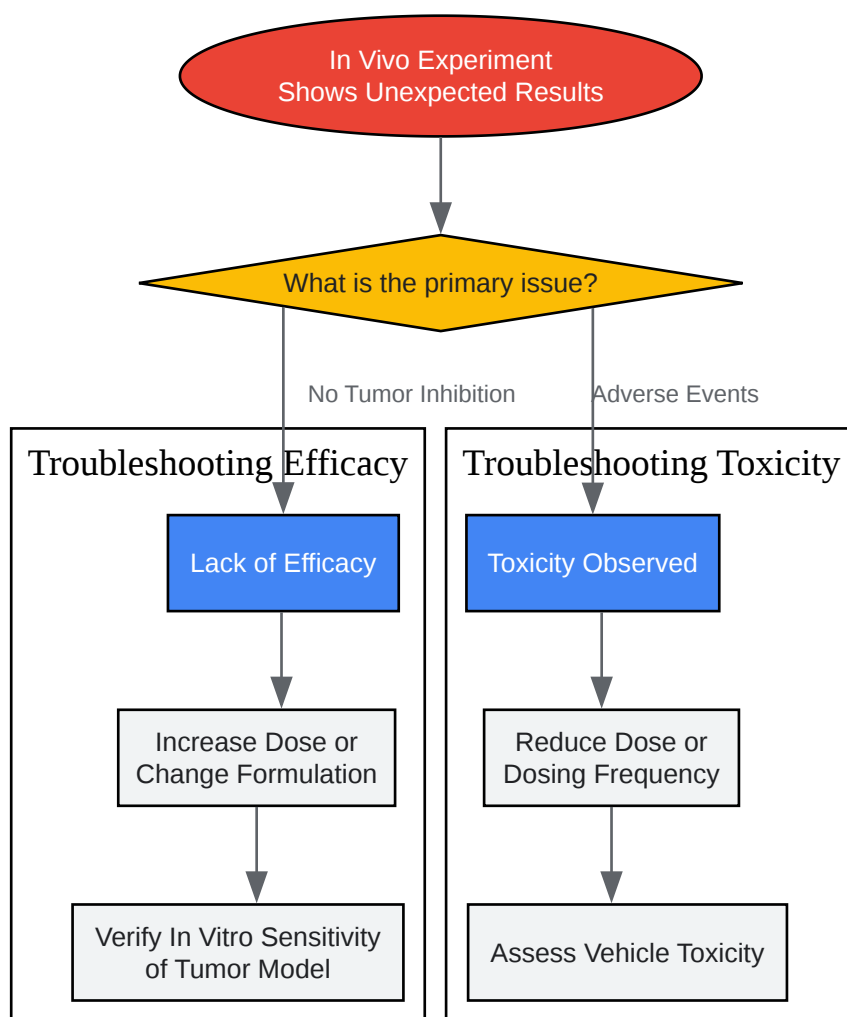 In Vivo Experiment
Shows Unexpected Results
What is the primary issue?
No Tumor Inhibition
Adverse Events
Troubleshooting Efficacy
Lack of Efficacy
Increase Dose or
Change Formulation
Verify In Vitro Sensitivity
of Tumor Model
Troubleshooting Toxicity
Toxicity Observed
Reduce Dose or
Dosing Frequency
Assess Vehicle Toxicity